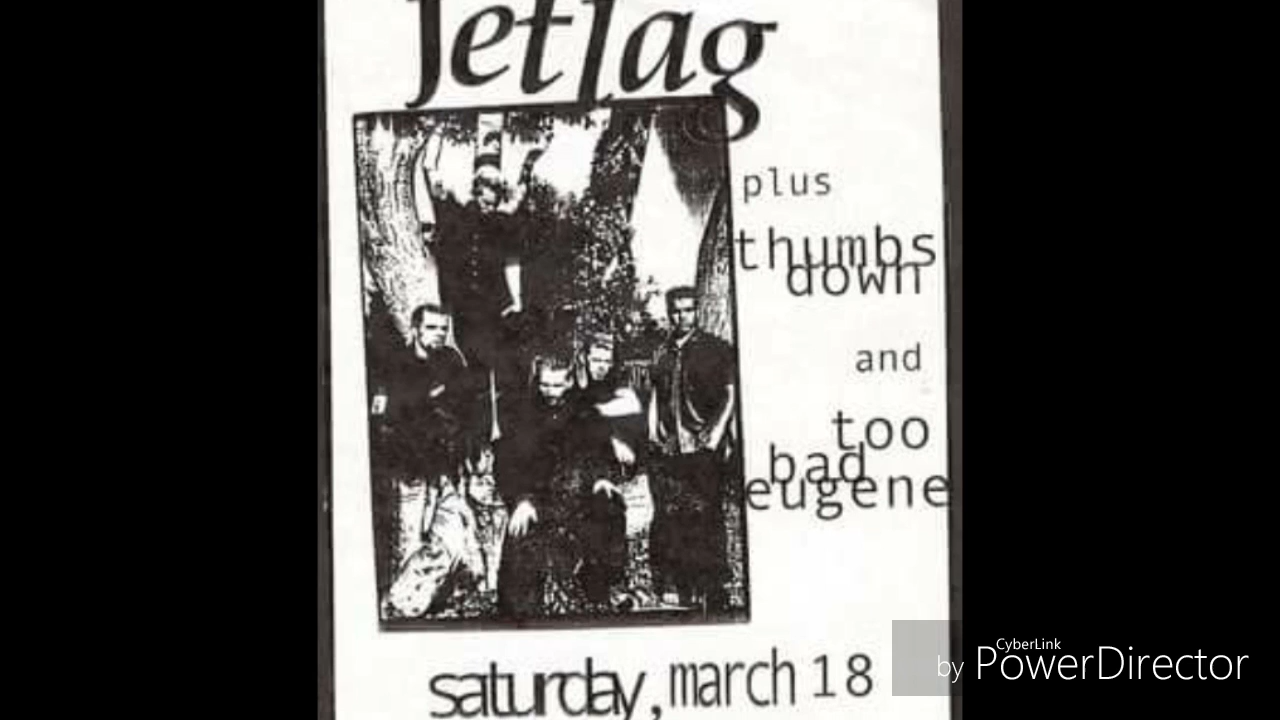 Jetlag
plus
thumbs
down
and
too
bad
eugene
saturday, march 18
CyberLink
by PowerDirector